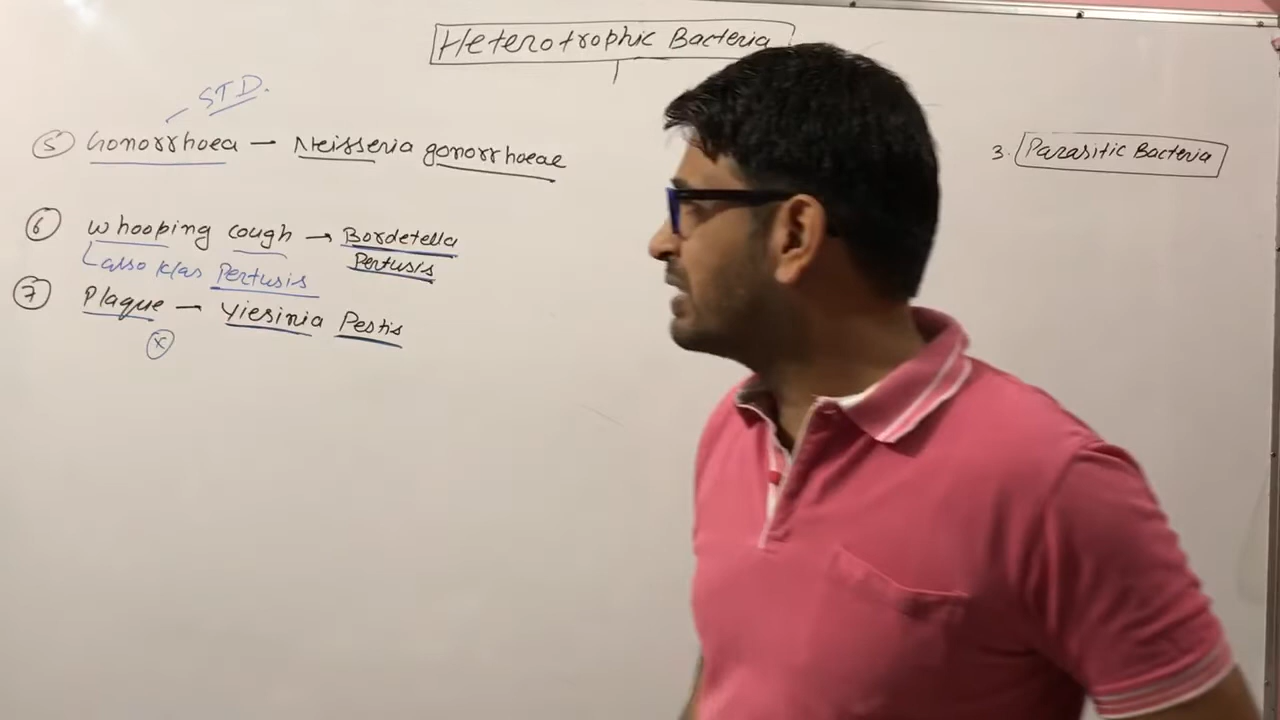 Heterotrophic Bacteria
STD.
5 Gonorrhoea — Neisseria gonorrhoeae
3. Parasitic Bacteria
6 Whooping cough → Bordetella
Pertusis
also k/as Pertusis
7 Plague — Yiesinia Pestis
x